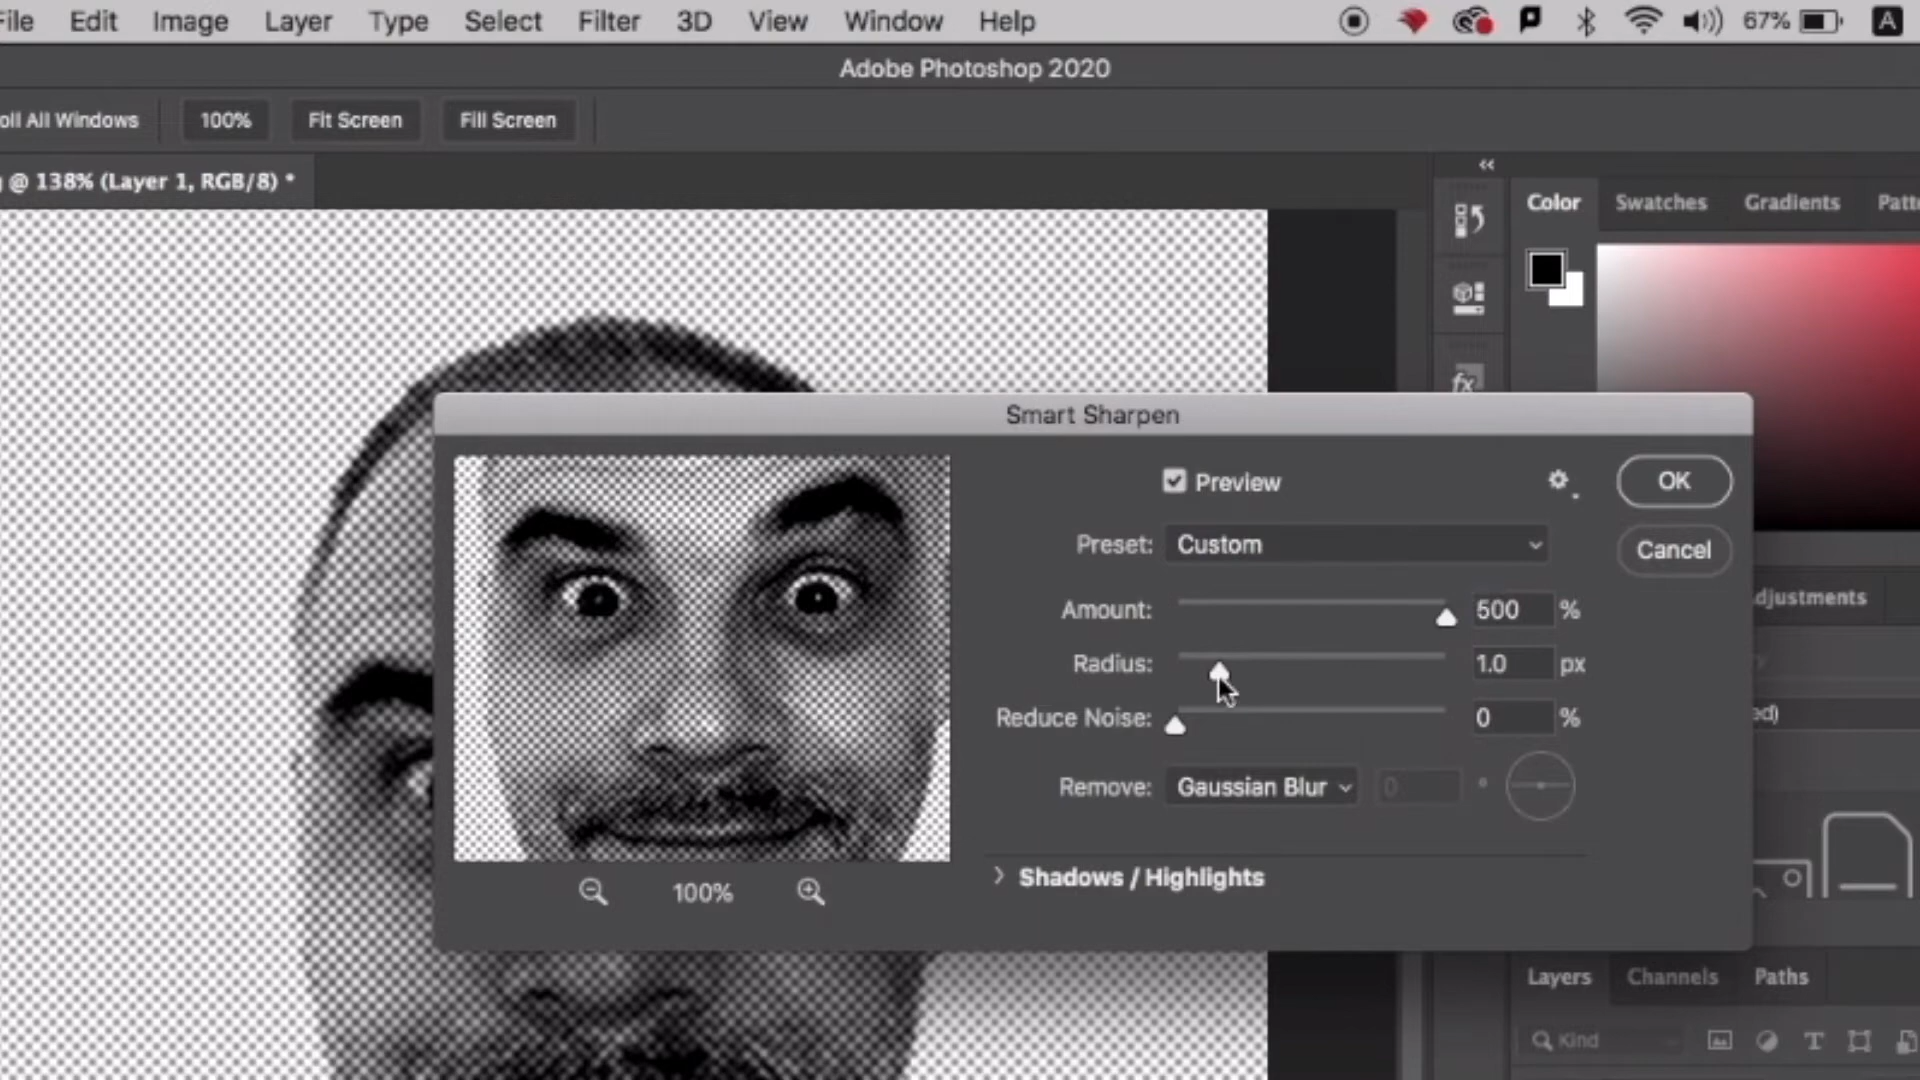 File Edit Image Layer Type Select Filter 3D View Window Help 67% A
Adobe Photoshop 2020
oll All Windows 100% Fit Screen Fill Screen
@ 138% (Layer 1, RGB/8) *
Color Swatches Gradients Patte
fx
Smart Sharpen
Preview
OK
Preset: Custom
Cancel
Amount: 500 %
djustments
Radius: 1.0 px
Reduce Noise: 0 %
ed)
Remove: Gaussian Blur 0 °
Shadows / Highlights
100%
Layers Channels Paths
Kind